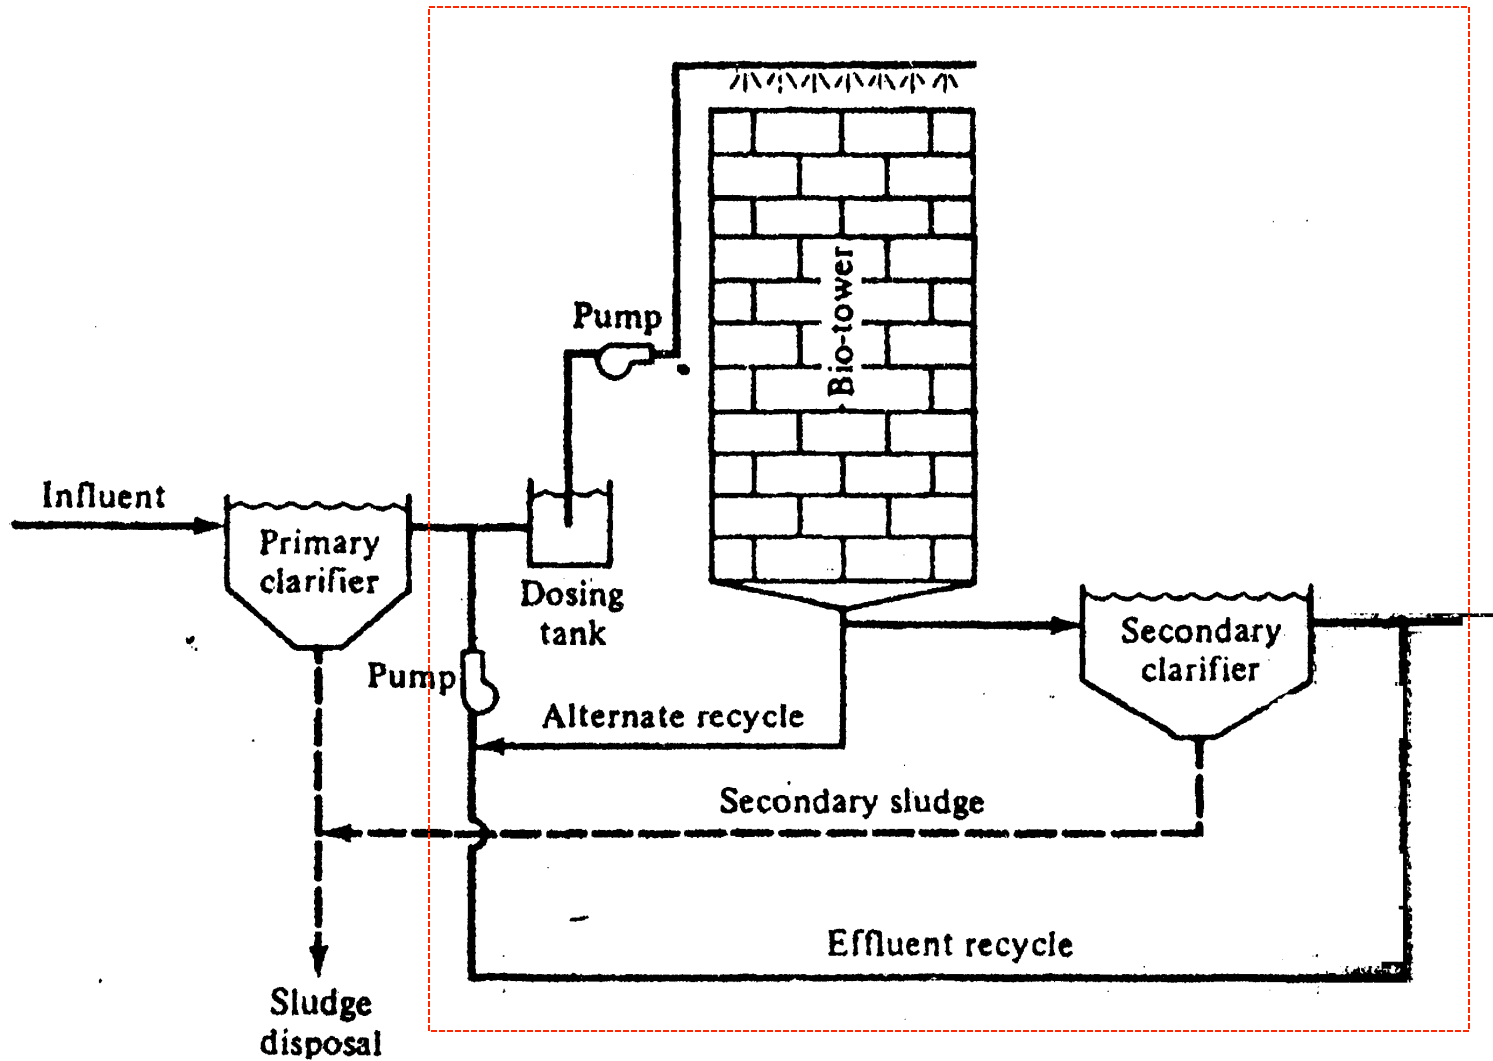 Pump
Bio-tower
Influent
Primary
clarifier
Dosing
tank
Secondary
clarifier
Pump
Alternate recycle
Secondary sludge
Effluent recycle
Sludge
disposal